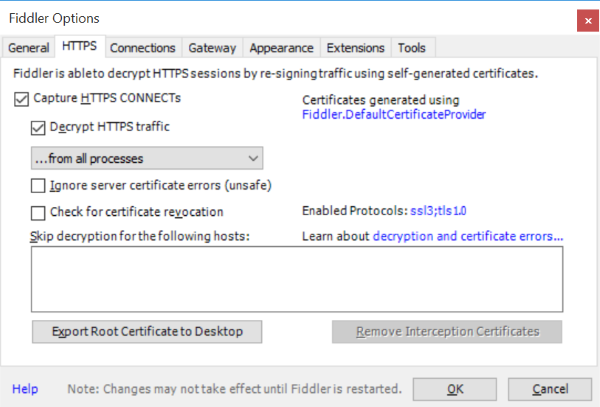 Fiddler Options
General HTTPS Connections Gateway Appearance Extensions Tools
Fiddler is able to decrypt HTTPS sessions by re-signing traffic using self-generated certificates.
Capture HTTPS CONNECTs
Certificates generated using
Fiddler.DefaultCertificateProvider
Decrypt HTTPS traffic
...from all processes
Ignore server certificate errors (unsafe)
Check for certificate revocation Enabled Protocols: ssl3;tls1.0
Skip decryption for the following hosts: Learn about decryption and certificate errors...
Export Root Certificate to Desktop Remove Interception Certificates
Help Note: Changes may not take effect until Fiddler is restarted. OK Cancel